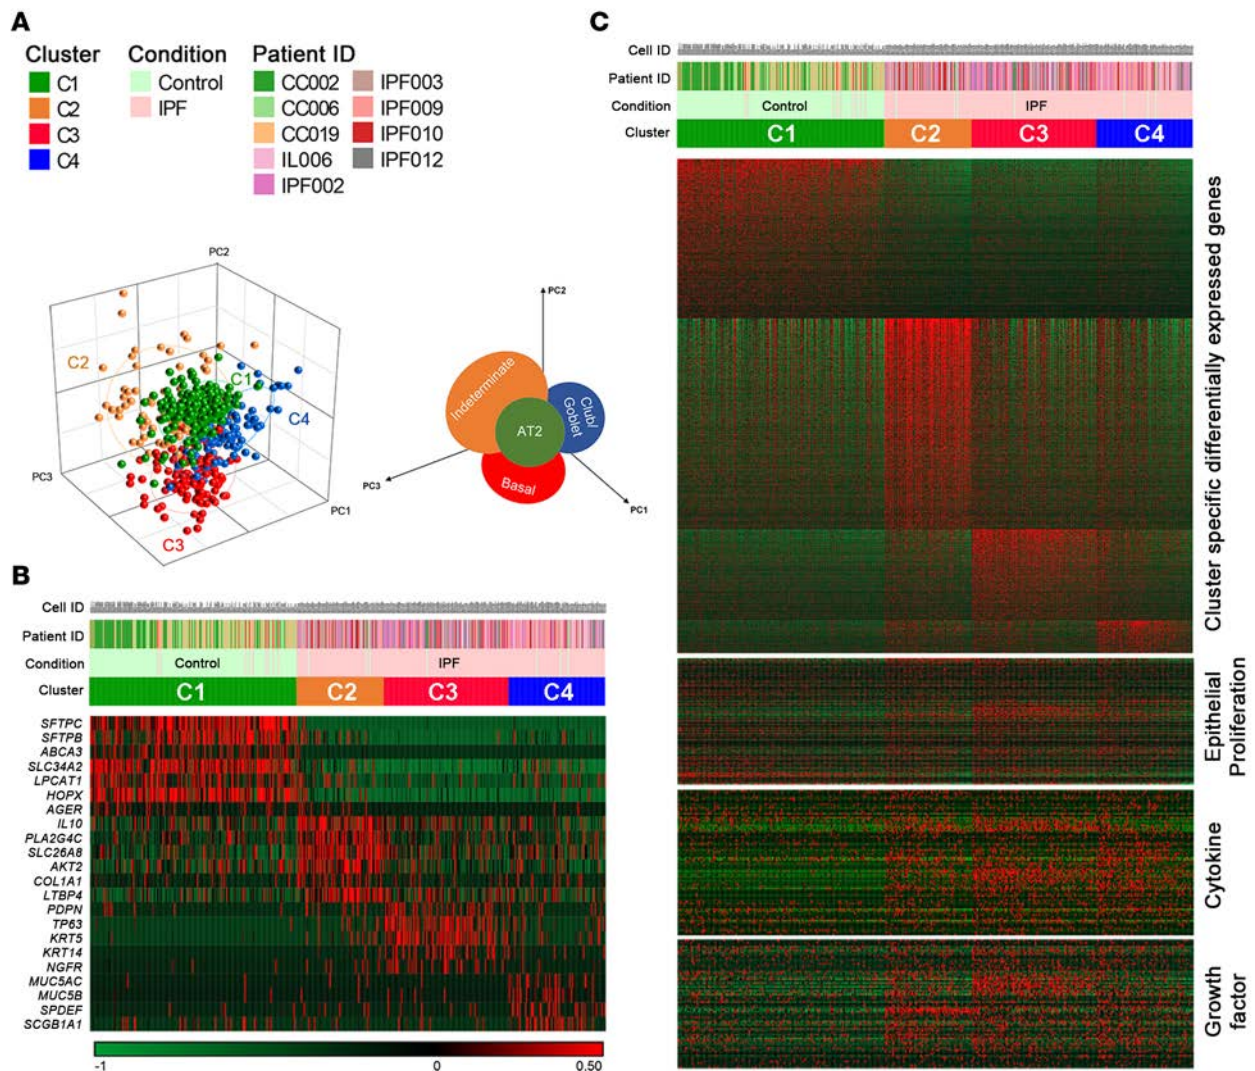 A
Cluster
C1
C2
C3
C4
Condition
Control
IPF
Patient ID
CC002
CC006
CC019
IL006
IPF002
IPF003
IPF009
IPF010
IPF012
PC2
C2
C1
C4
PC3
PC1
C3
PC2
Indeterminate
Club/
Goblet
AT2
Basal
PC3
PC1
B
Cell ID
Patient ID
Condition
Control
IPF
Cluster
C1
C2
C3
C4
SFTPC
SFTPB
ABCA3
SLC34A2
LPCAT1
HOPX
AGER
IL10
PLA2G4C
SLC26A8
AKT2
COL1A1
LTBP4
PDPN
TP63
KRT5
KRT14
NGFR
MUC5AC
MUC5B
SPDEF
SCGB1A1
-1
0
0.50
C
Cell ID
Patient ID
Condition
Control
IPF
Cluster
C1
C2
C3
C4
Cluster specific differentially expressed genes
Epithelial
Proliferation
Cytokine
Growth
factor